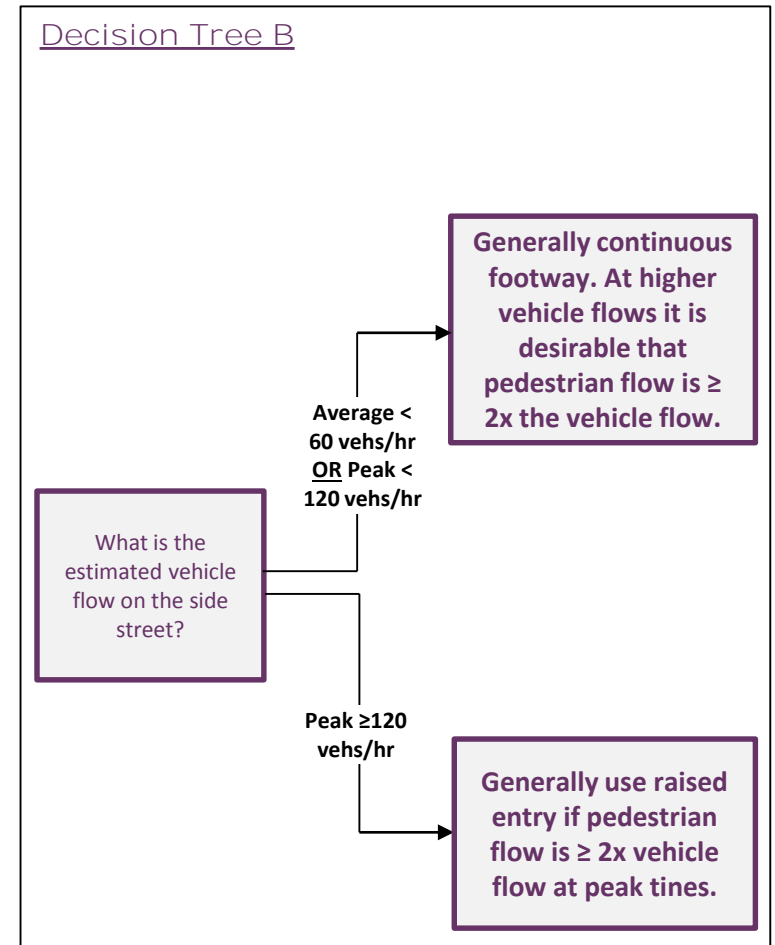 Decision Tree B
Generally continuous
footway. At higher
vehicle flows it is
desirable that
pedestrian flow is ≥
2x the vehicle flow.
Average <
60 vehs/hr
OR Peak <
120 vehs/hr
What is the
estimated vehicle
flow on the side
street?
Peak ≥120
vehs/hr
Generally use raised
entry if pedestrian
flow is ≥ 2x vehicle
flow at peak tines.